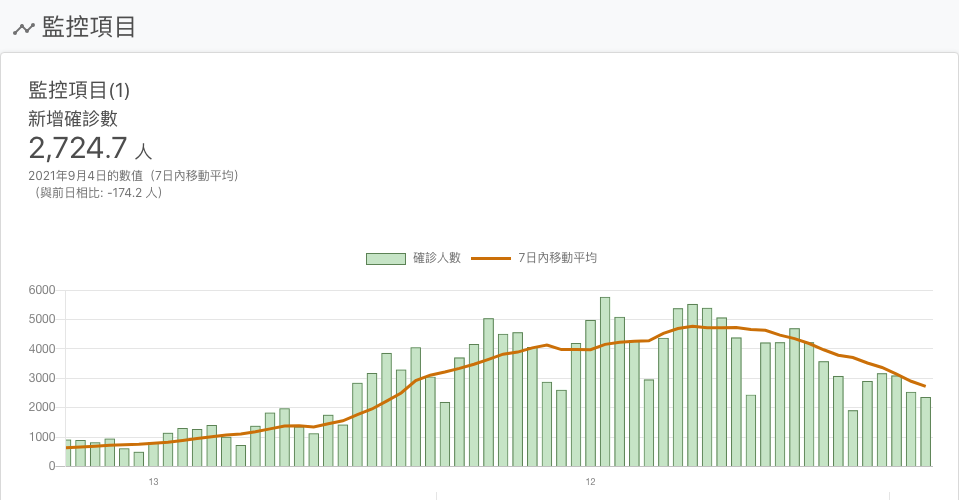 監控項目
監控項目(1)
新增確診數
2,724.7 人
2021年9月4日的數值（7日內移動平均）
（與前日相比: -174.2 人）
確診人數 7日內移動平均
6000
5000
4000
3000
2000
1000
0
13 12